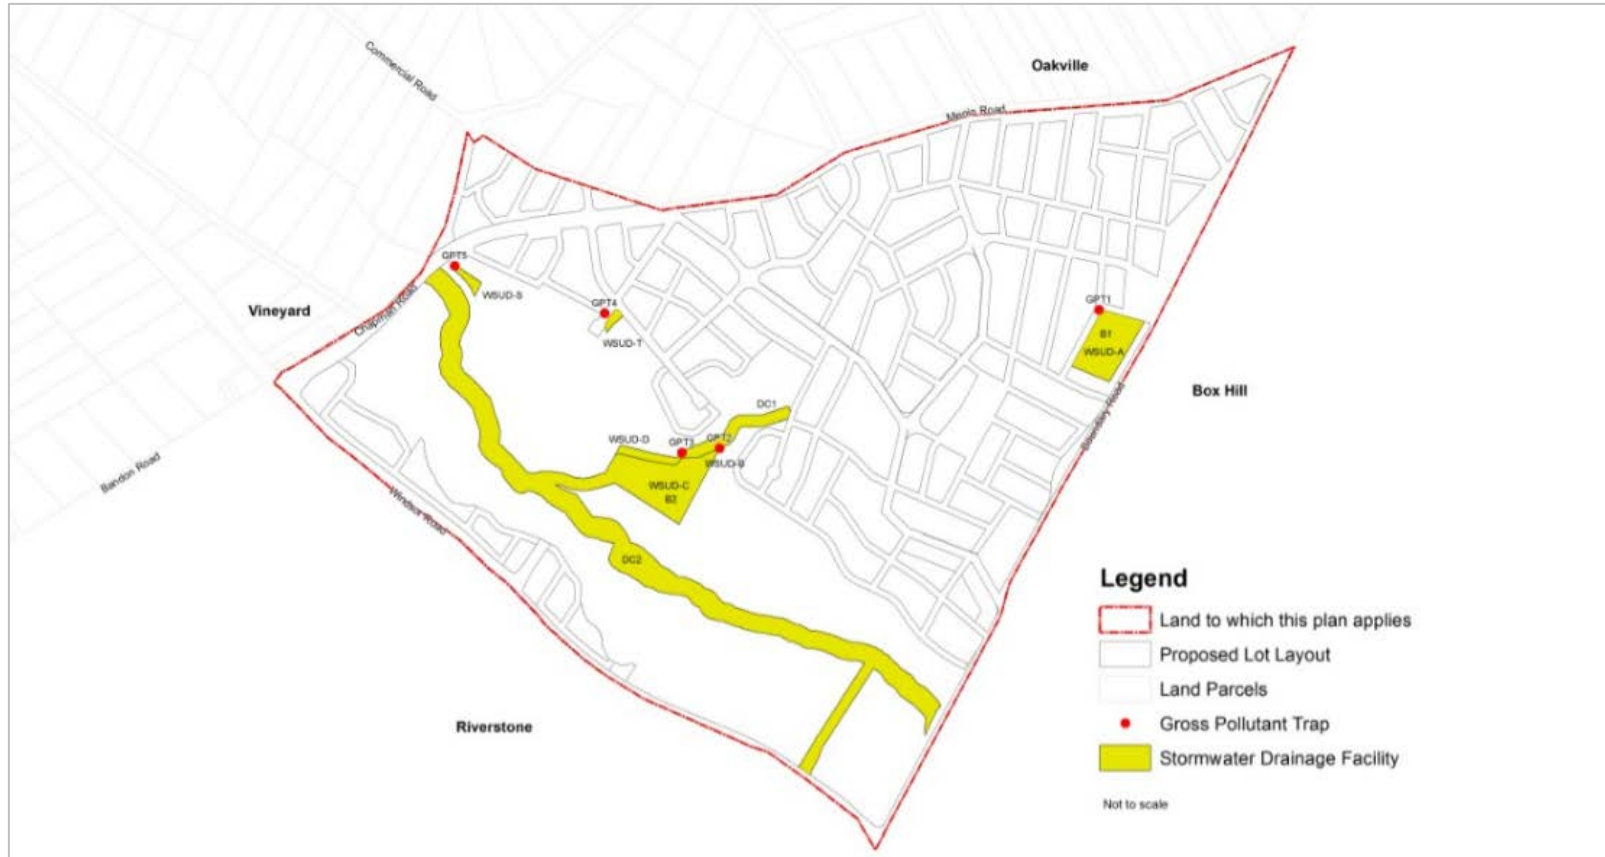 Commercial Road
Oakville
Menin Road
GPT5
WSUD-S
Vineyard
Chapman Road
GPT4
WSUD-T
GPT1
B1
WSUD-A
Box Hill
Boundary Road
DC1
WSUD-D
GPT3
GPT2
WSUD-B
WSUD-C
B2
Bandon Road
Windsor Road
DC2
Riverstone
Legend
Land to which this plan applies
Proposed Lot Layout
Land Parcels
Gross Pollutant Trap
Stormwater Drainage Facility
Not to scale